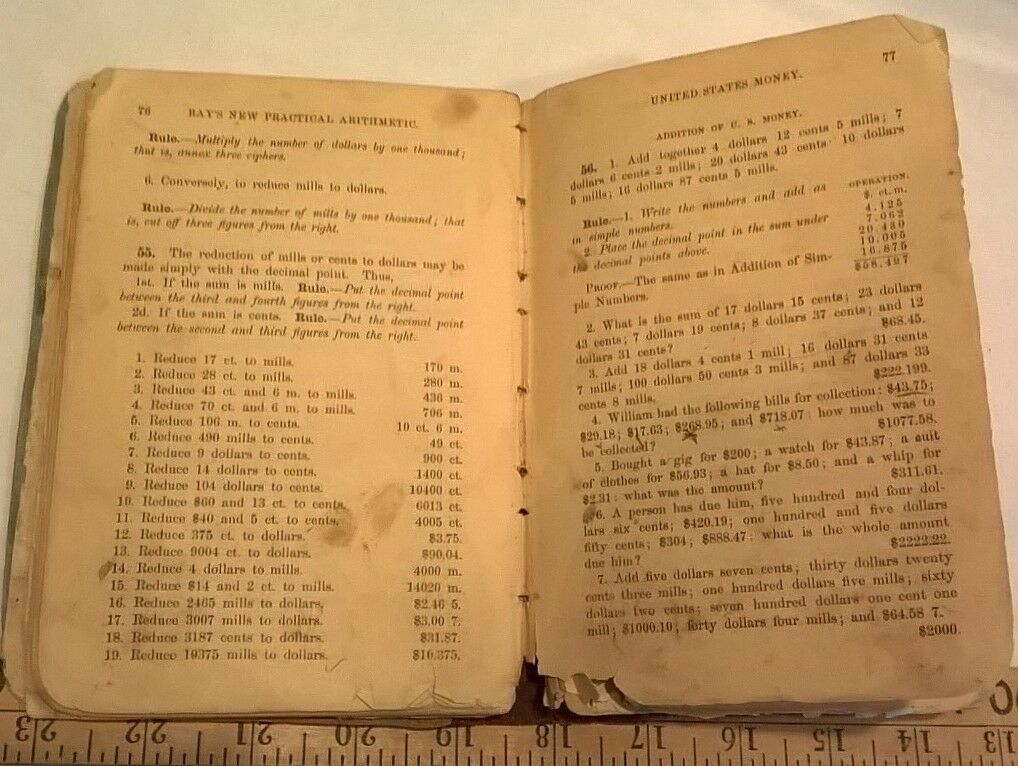 76 RAY'S NEW PRACTICAL ARITHMETIC.
Rule.—Multiply the number of dollars by one thousand;
that is, annex three ciphers.
6. Conversely, to reduce mills to dollars.
Rule.—Divide the number of mills by one thousand; that
is, cut off three figures from the right.
55. The reduction of mills or cents to dollars may be
made simply with the decimal point. Thus,
1st. If the sum is mills. Rule.—Put the decimal point
between the third and fourth figures from the right.
2d. If the sum is cents. Rule.—Put the decimal point
between the second and third figures from the right.
1. Reduce 17 ct. to mills. 170 m.
2. Reduce 28 ct. to mills. 280 m.
3. Reduce 43 ct. and 6 m. to mills. 436 m.
4. Reduce 70 ct. and 6 m. to mills. 706 m.
5. Reduce 106 m. to cents. 10 ct. 6 m.
6. Reduce 490 mills to cents. 49 ct.
7. Reduce 9 dollars to cents. 900 ct.
8. Reduce 14 dollars to cents. 1400 ct.
9. Reduce 104 dollars to cents. 10400 ct.
10. Reduce $60 and 13 ct. to cents. 6013 ct.
11. Reduce $40 and 5 ct. to cents. 4005 ct.
12. Reduce 375 ct. to dollars. $3.75.
13. Reduce 9004 ct. to dollars. $90.04.
14. Reduce 4 dollars to mills. 4000 m.
15. Reduce $14 and 2 ct. to mills. 14020 m.
16. Reduce 2465 mills to dollars. $2.46 5.
17. Reduce 3007 mills to dollars. $3.00 7.
18. Reduce 3187 cents to dollars. $31.87.
19. Reduce 10375 mills to dollars. $10.375.
UNITED STATES MONEY. 77
ADDITION OF U. S. MONEY.
56. 1. Add together 4 dollars 12 cents 5 mills; 7
dollars 6 cents 2 mills; 20 dollars 43 cents 10 dollars
5 mills; 16 dollars 87 cents 5 mills.
Rule.—1. Write the numbers and add as
in simple numbers.
2. Place the decimal point in the sum under
the decimal points above.
PROOF.—The same as in Addition of Sim-
ple Numbers.
OPERATION.
$. ct.m.
4.125
7.062
20.430
10.005
16.875
$58.497
2. What is the sum of 17 dollars 15 cents; 23 dollars
43 cents; 7 dollars 19 cents; 8 dollars 37 cents; and 12
dollars 31 cents? $68.45.
3. Add 18 dollars 4 cents 1 mill; 16 dollars 31 cents
7 mills; 100 dollars 50 cents 3 mills; and 87 dollars 33
cents 8 mills. $222.199.
4. William had the following bills for collection: $43.75;
$29.18; $17.63; $268.95; and $718.07: how much was to
be collected? $1077.58.
5. Bought a gig for $200; a watch for $43.87; a suit
of clothes for $56.93; a hat for $8.50; and a whip for
$2.31: what was the amount? $311.61.
6. A person has due him, five hundred and four dol-
lars six cents; $420.19; one hundred and five dollars
fifty cents; $304; $888.47: what is the whole amount
due him? $2222.22.
7. Add five dollars seven cents; thirty dollars twenty
cents three mills; one hundred dollars five mills; sixty
dollars two cents; seven hundred dollars one cent one
mill; $1000.10; forty dollars four mills; and $64.58 7.
$2000.
23 22 21 20 19 18 17 16 15 14 13